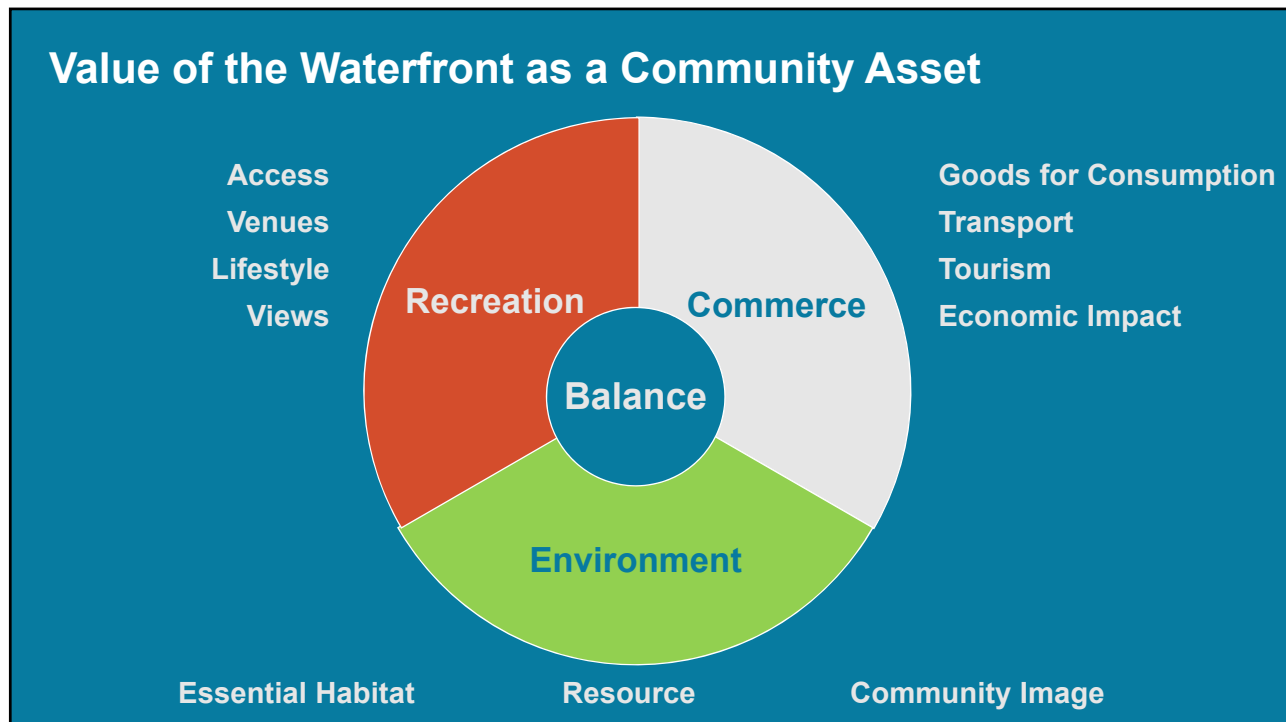 Value of the Waterfront as a Community Asset
Access
Venues
Lifestyle
Views
Recreation
Commerce
Balance
Environment
Goods for Consumption
Transport
Tourism
Economic Impact
Essential Habitat
Resource
Community Image